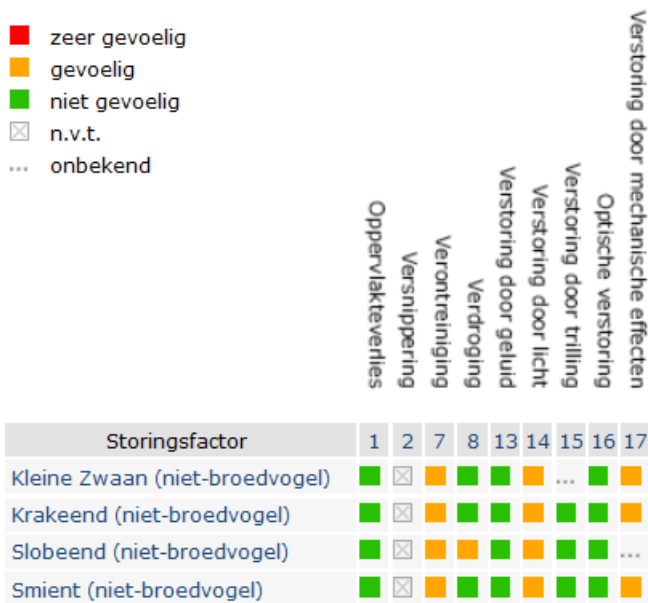 zeer gevoelig
gevoelig
niet gevoelig
n.v.t.
... onbekend
Oppervlakteverlies
Versnippering
Verontreiniging
Verdroging
Verstoring door geluid
Verstoring door licht
Verstoring door trilling
Optische verstoring
Verstoring door mechanische effecten
Storingsfactor 1 2 7 8 13 14 15 16 17
Kleine Zwaan (niet-broedvogel) ...
Krakeend (niet-broedvogel)
Slobeend (niet-broedvogel) ...
Smient (niet-broedvogel)